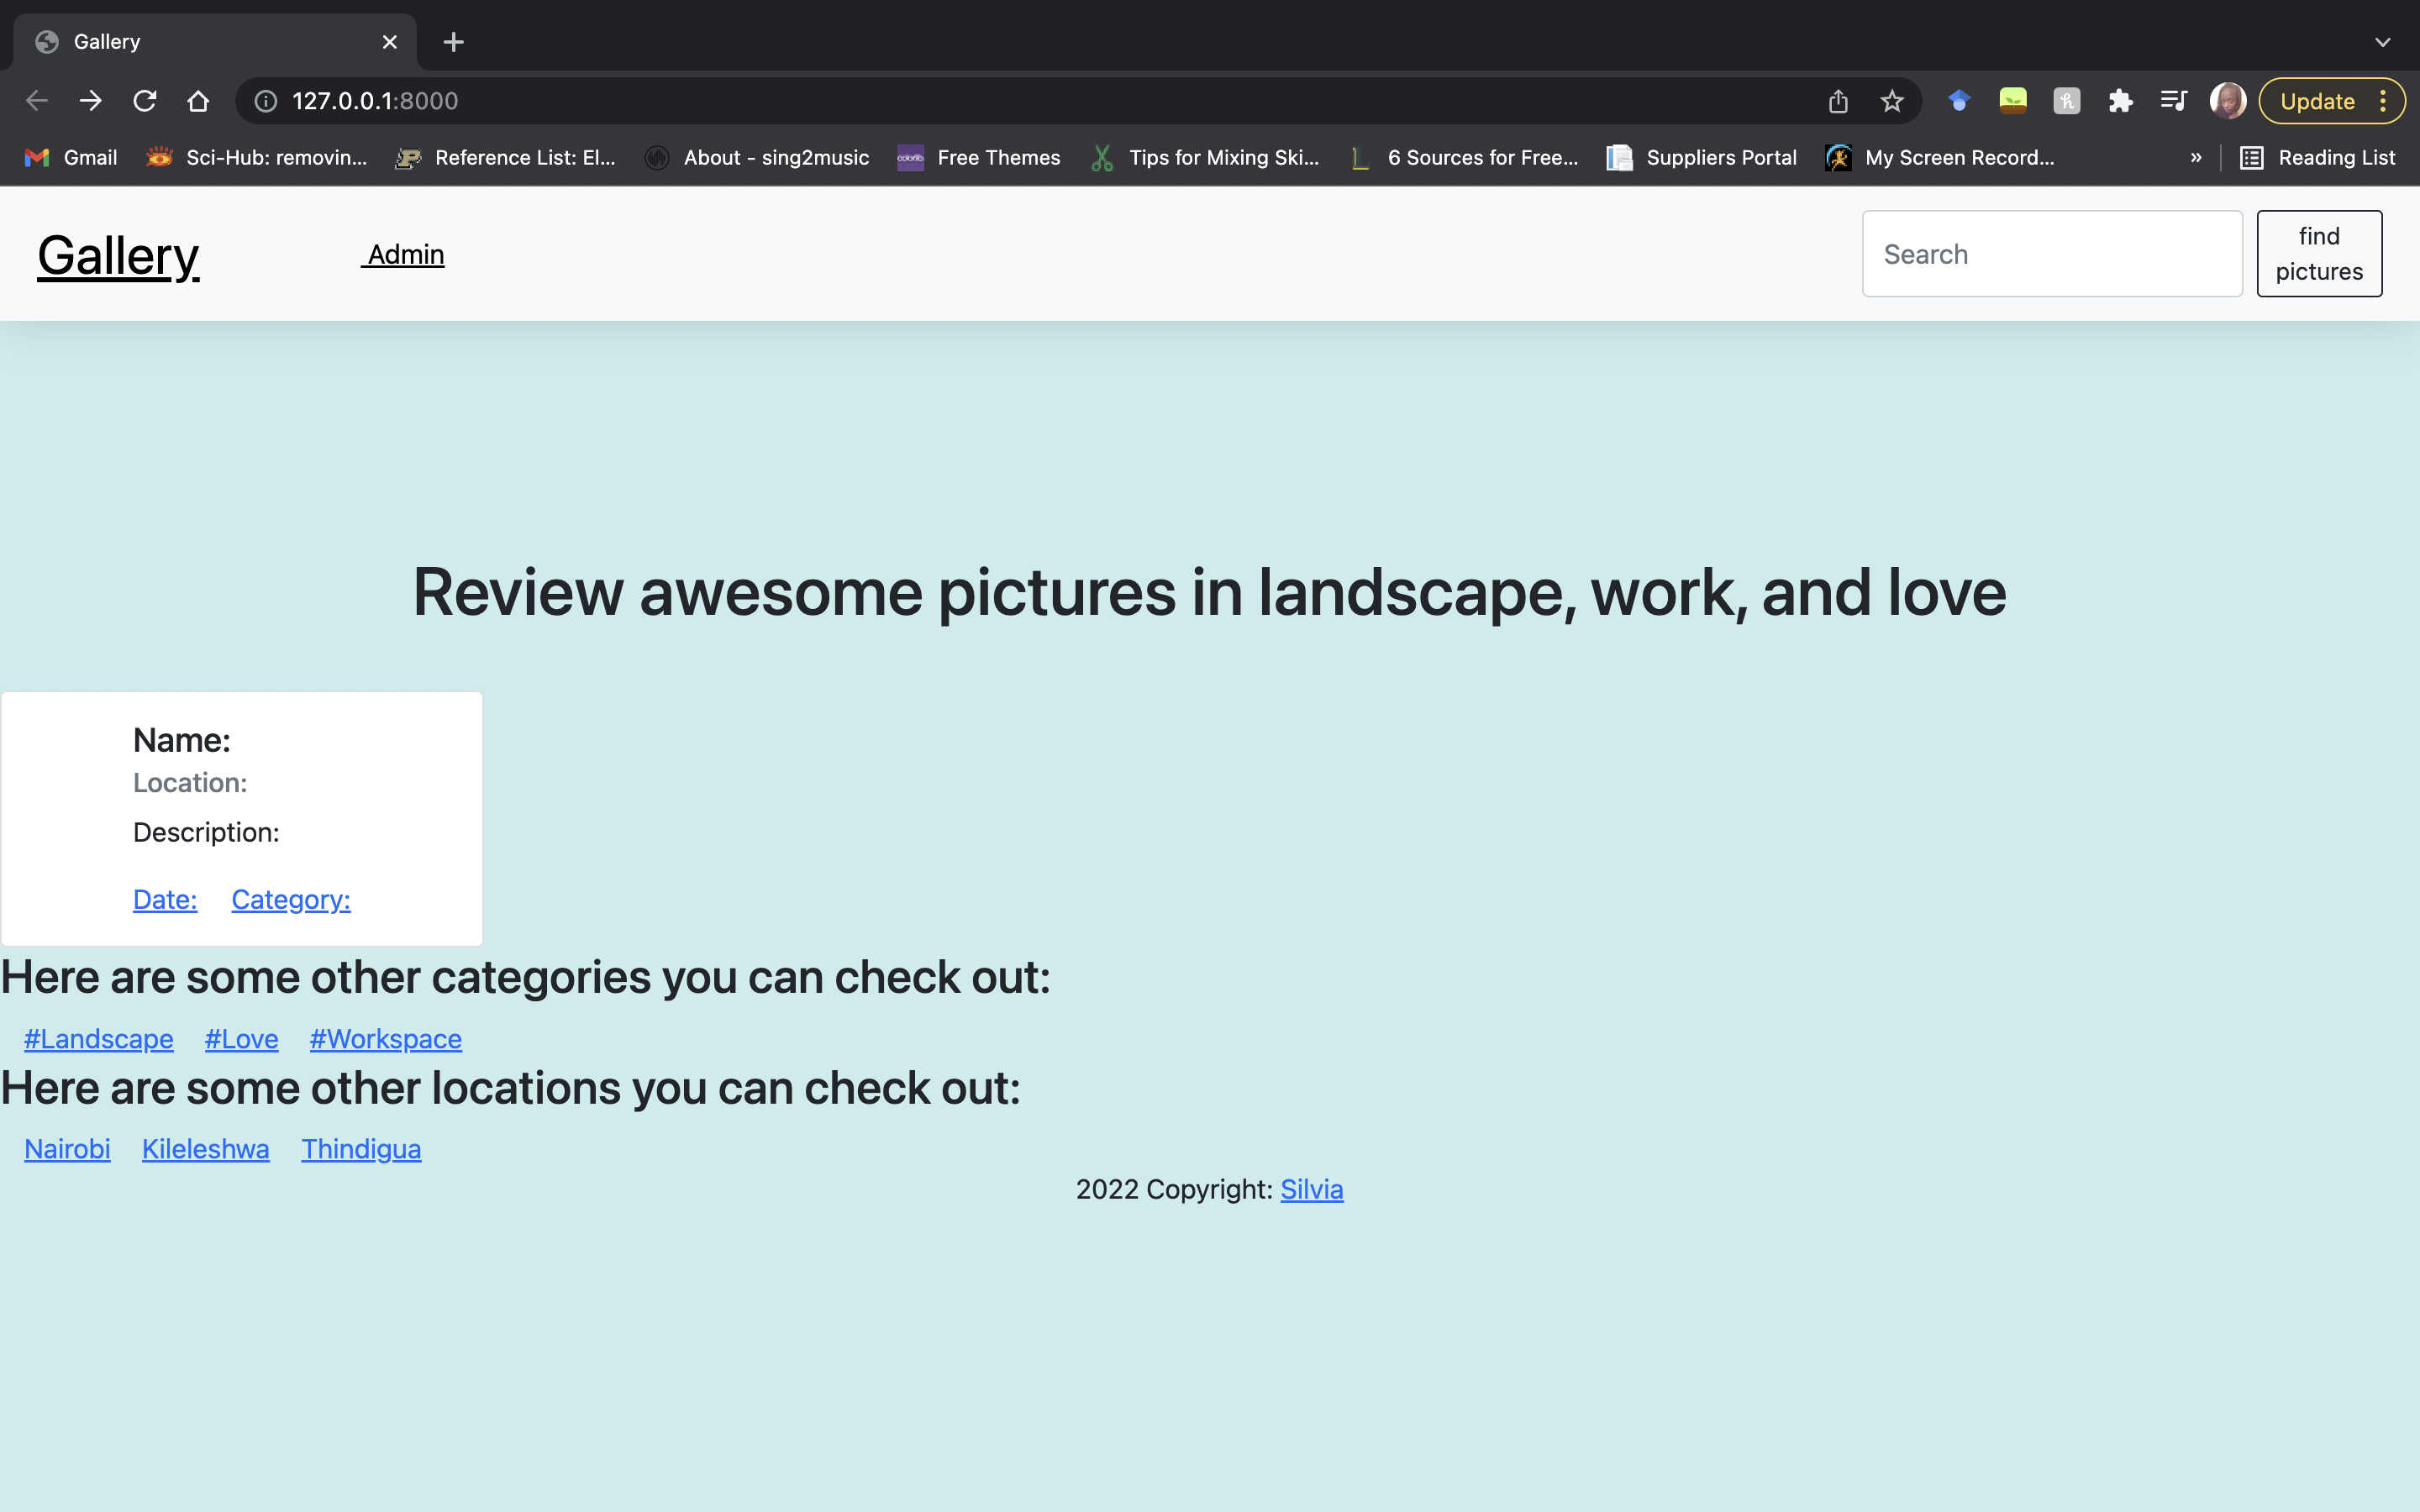 Gallery
127.0.0.1:8000
Update
Gmail Sci-Hub: removin... Reference List: El... About - sing2music Free Themes Tips for Mixing Ski... 6 Sources for Free... Suppliers Portal My Screen Record... » Reading List
Gallery Admin Search find
pictures
Review awesome pictures in landscape, work, and love
Name:
Location:
Description:
Date: Category:
Here are some other categories you can check out:
#Landscape #Love #Workspace
Here are some other locations you can check out:
Nairobi Kileleshwa Thindigua
2022 Copyright: Silvia